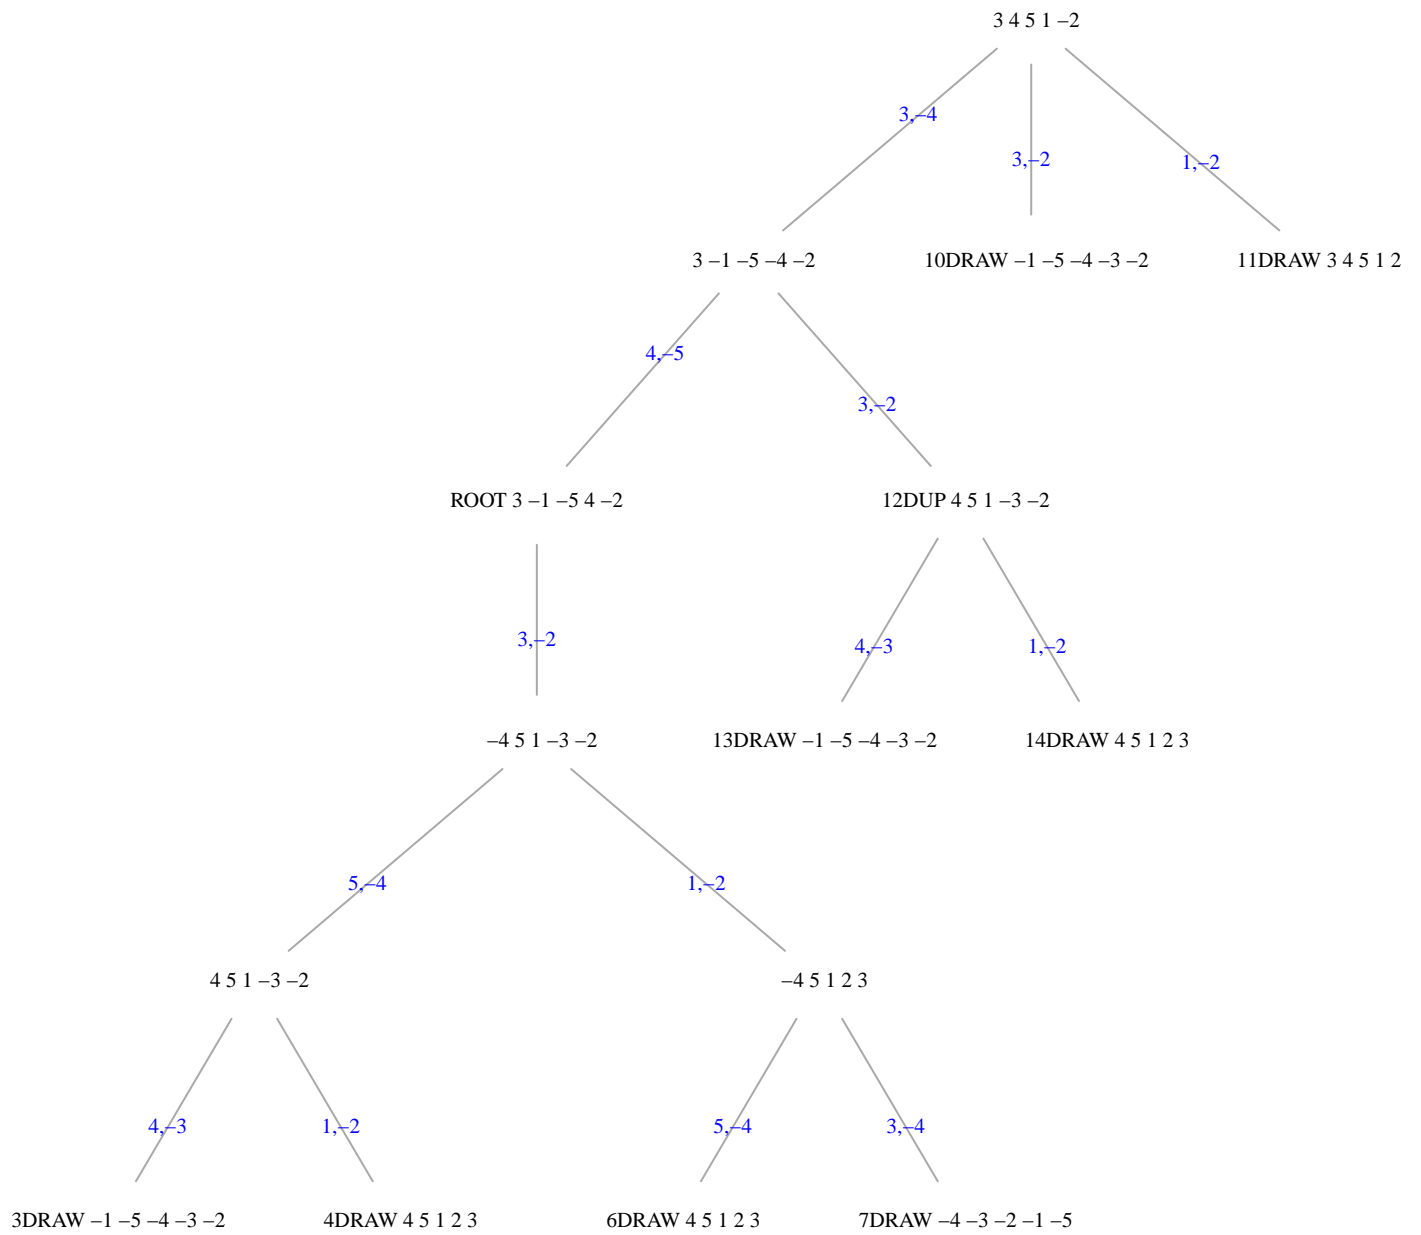 3 4 5 1 –2
3,–4
3,–2
1,–2
3 –1 –5 –4 –2
10DRAW –1 –5 –4 –3 –2
11DRAW 3 4 5 1 2
4,–5
3,–2
ROOT 3 –1 –5 4 –2
12DUP 4 5 1 –3 –2
3,–2
4,–3
1,–2
–4 5 1 –3 –2
13DRAW –1 –5 –4 –3 –2
14DRAW 4 5 1 2 3
5,–4
1,–2
4 5 1 –3 –2
–4 5 1 2 3
4,–3
1,–2
5,–4
3,–4
3DRAW –1 –5 –4 –3 –2
4DRAW 4 5 1 2 3
6DRAW 4 5 1 2 3
7DRAW –4 –3 –2 –1 –5